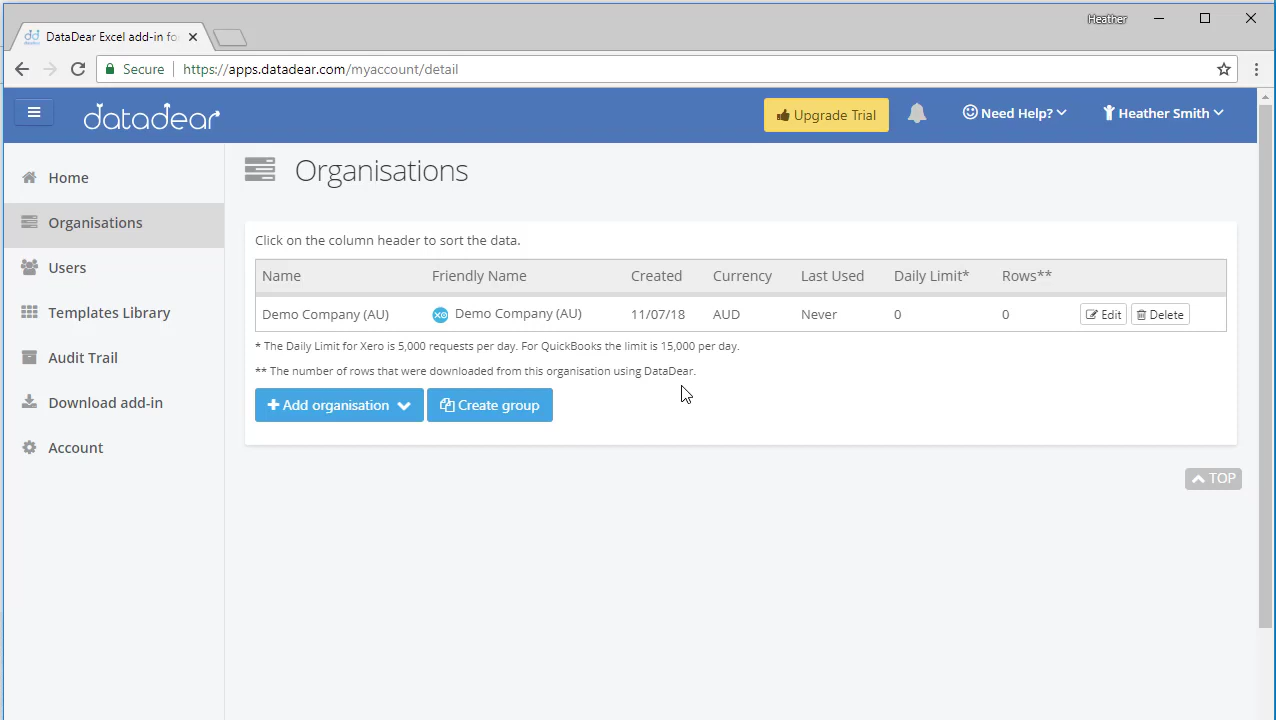 Heather
DataDear Excel add-in fo
Secure https://apps.datadear.com/myaccount/detail
datadear
Upgrade Trial
Need Help?
Heather Smith
Home
Organisations
Users
Templates Library
Audit Trail
Download add-in
Account
Organisations
Click on the column header to sort the data.
Name Friendly Name Created Currency Last Used Daily Limit* Rows**
Demo Company (AU) XO Demo Company (AU) 11/07/18 AUD Never 0 0 Edit Delete
* The Daily Limit for Xero is 5,000 requests per day. For QuickBooks the limit is 15,000 per day.
** The number of rows that were downloaded from this organisation using DataDear.
Add organisation Create group
TOP